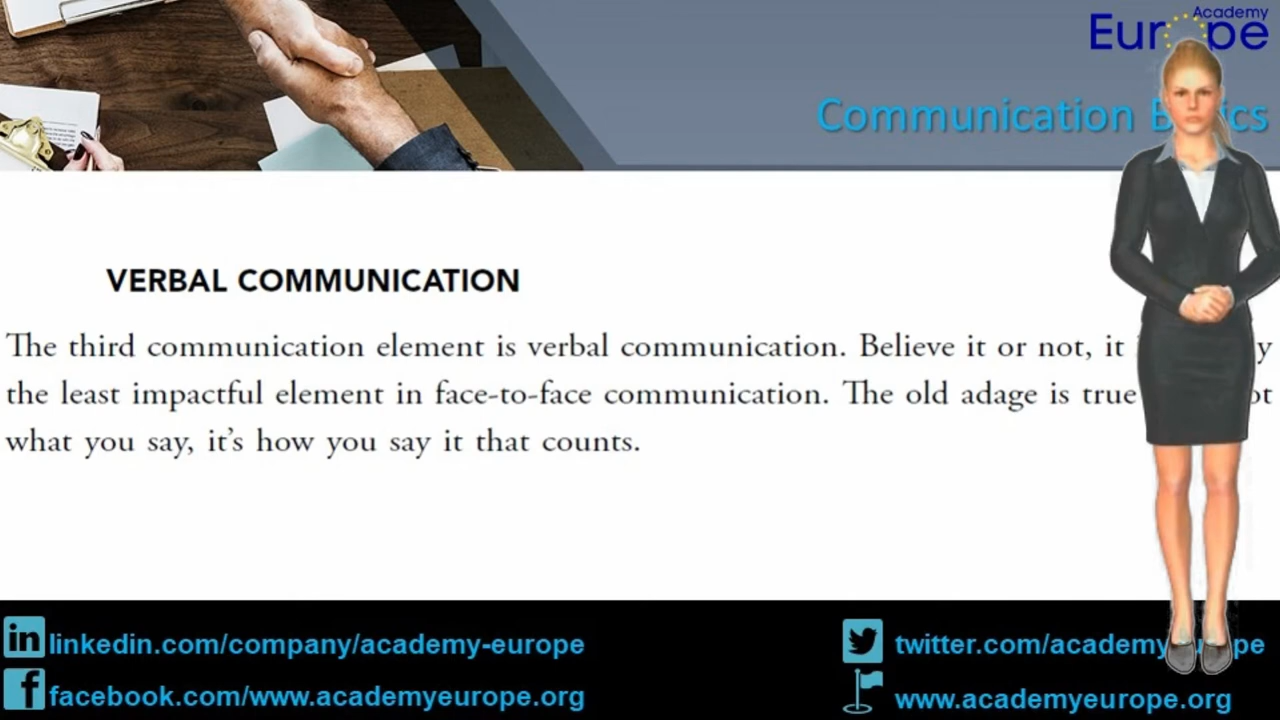 Academy
Europe
Communication B ics
VERBAL COMMUNICATION
The third communication element is verbal communication. Believe it or not, it y
the least impactful element in face-to-face communication. The old adage is true ot
what you say, it's how you say it that counts.
linkedin.com/company/academy-europe
twitter.com/academy pe
facebook.com/www.academyeurope.org
www.academyeurope.org